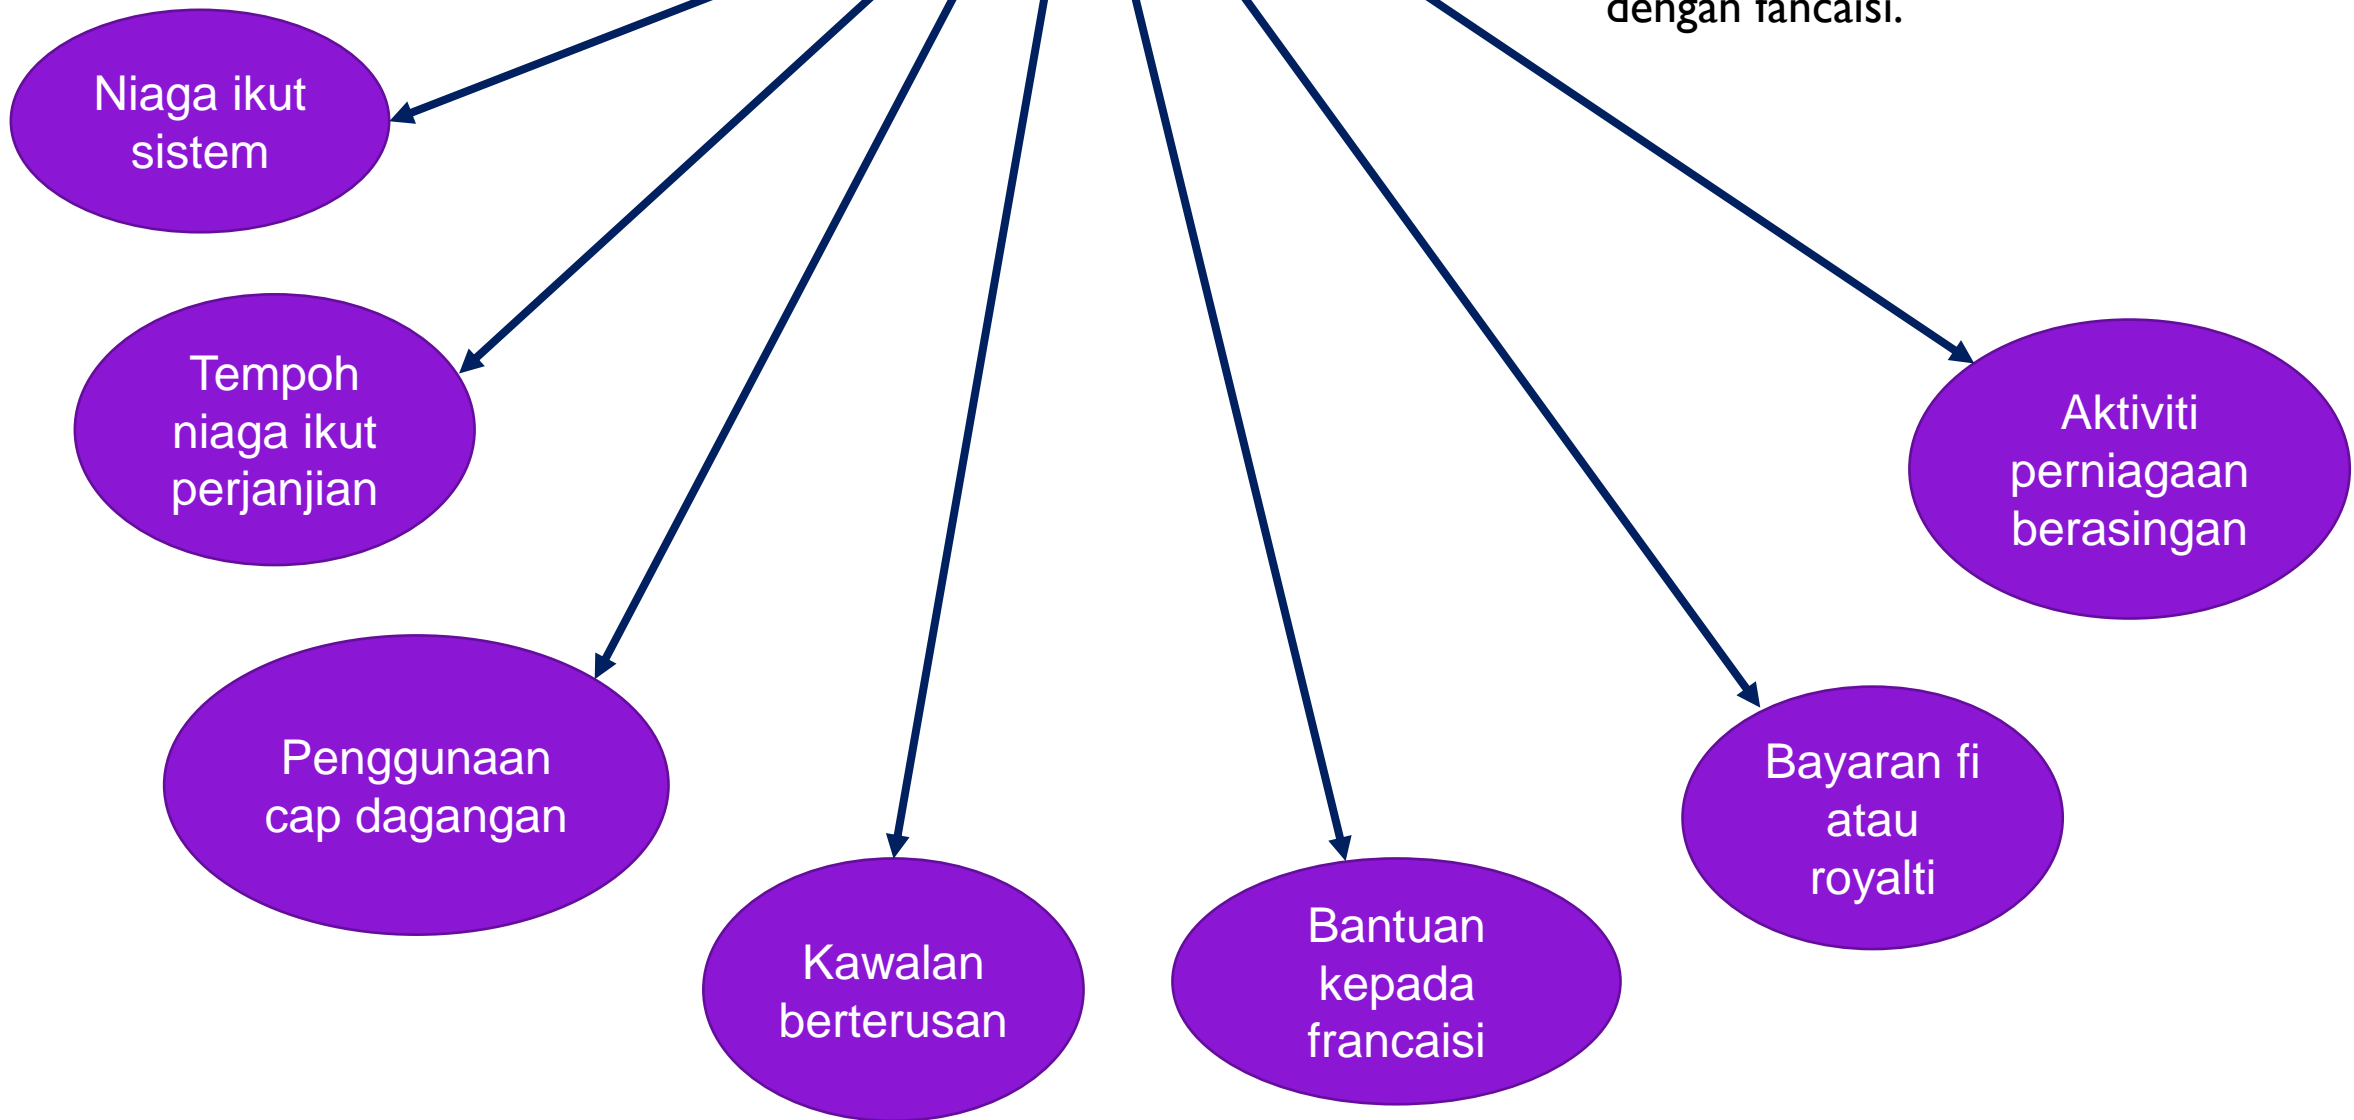 dengan fancaisi.
Niaga ikut
sistem
Tempoh
niaga ikut
perjanjian
Penggunaan
cap dagangan
Kawalan
berterusan
Bantuan
kepada
francaisi
Bayaran fi
atau
royalti
Aktiviti
perniagaan
berasingan